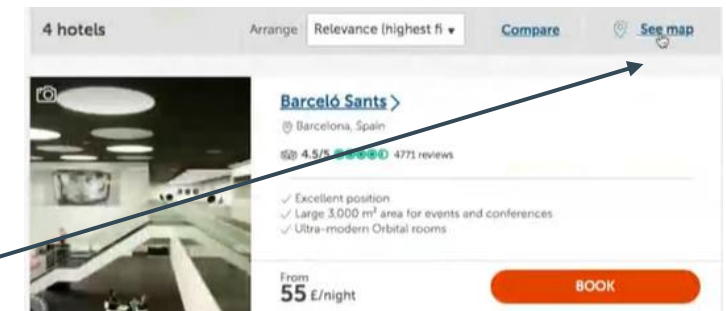 4 hotels Arrange Relevance (highest fi Compare See map
Barceló Sants >
Barcelona, Spain
4.5/5 4771 reviews
✓ Excellent position
✓ Large 3,000 m² area for events and conferences
✓ Ultra-modern Orbital rooms
From
55 £/night
BOOK